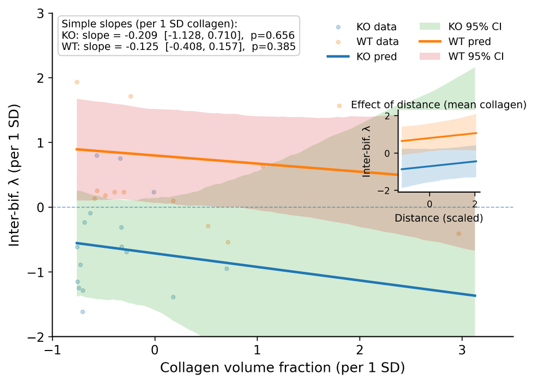 Simple slopes (per 1 SD collagen):
KO: slope = -0.209 [-1.128, 0.710], p=0.656
WT: slope = -0.125 [-0.408, 0.157], p=0.385
KO data
WT data
KO pred
KO 95% CI
WT pred
WT 95% CI
Effect of distance (mean collagen)
Inter-bif. λ
2
0
−2
0
2
Distance (scaled)
Inter-bif. λ (per 1 SD)
3
2
1
0
−1
−2
−1
0
1
2
3
Collagen volume fraction (per 1 SD)